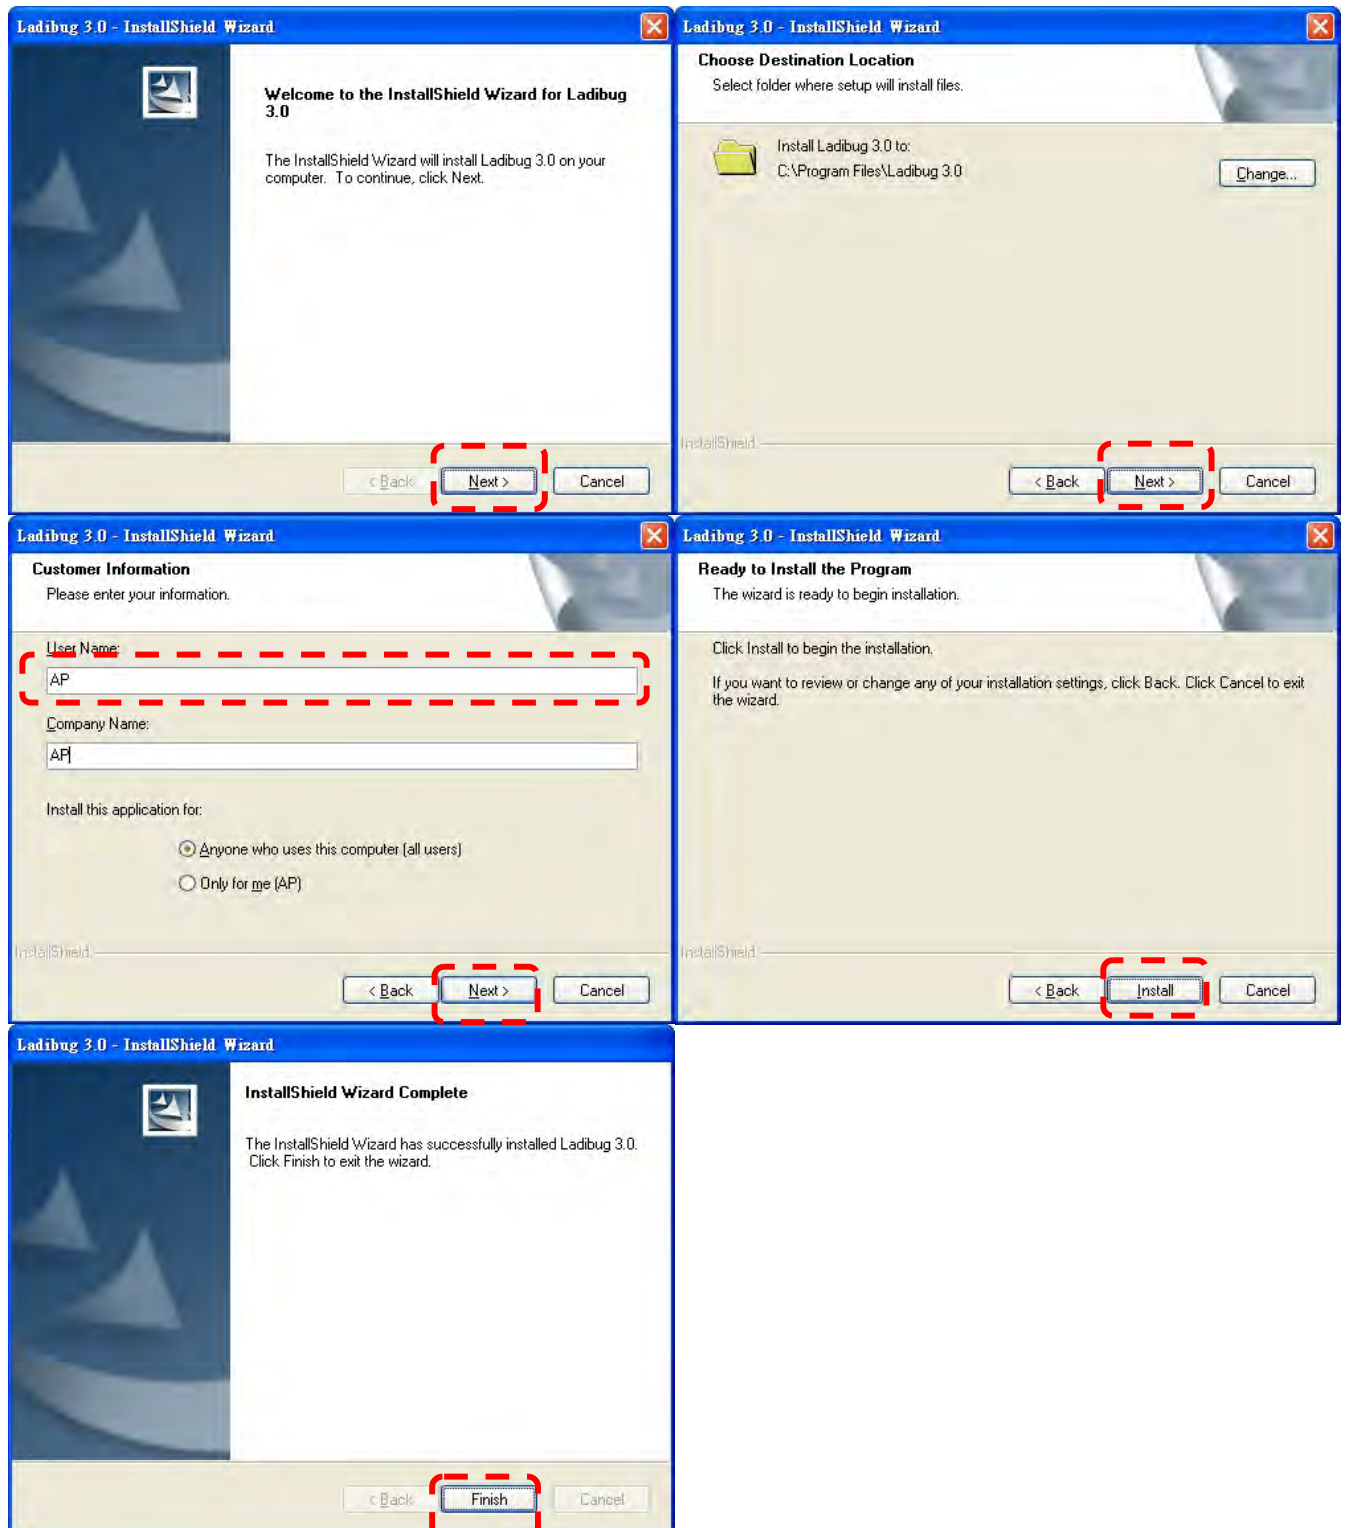 Ladibug 3.0 - InstallShield Wizard
Welcome to the InstallShield Wizard for Ladibug
3.0
The InstallShield Wizard will install Ladibug 3.0 on your
computer. To continue, click Next.
< Back
Next >
Cancel
Ladibug 3.0 - InstallShield Wizard
Choose Destination Location
Select folder where setup will install files.
Install Ladibug 3.0 to:
C:\Program Files\Ladibug 3.0
Change...
InstallShield
< Back
Next >
Cancel
Ladibug 3.0 - InstallShield Wizard
Customer Information
Please enter your information.
User Name:
AP
Company Name:
AP
Install this application for:
Anyone who uses this computer (all users)
Only for me (AP)
InstallShield
< Back
Next >
Cancel
Ladibug 3.0 - InstallShield Wizard
Ready to Install the Program
The wizard is ready to begin installation.
Click Install to begin the installation.
If you want to review or change any of your installation settings, click Back. Click Cancel to exit
the wizard.
InstallShield
< Back
Install
Cancel
Ladibug 3.0 - InstallShield Wizard
InstallShield Wizard Complete
The InstallShield Wizard has successfully installed Ladibug 3.0.
Click Finish to exit the wizard.
< Back
Finish
Cancel